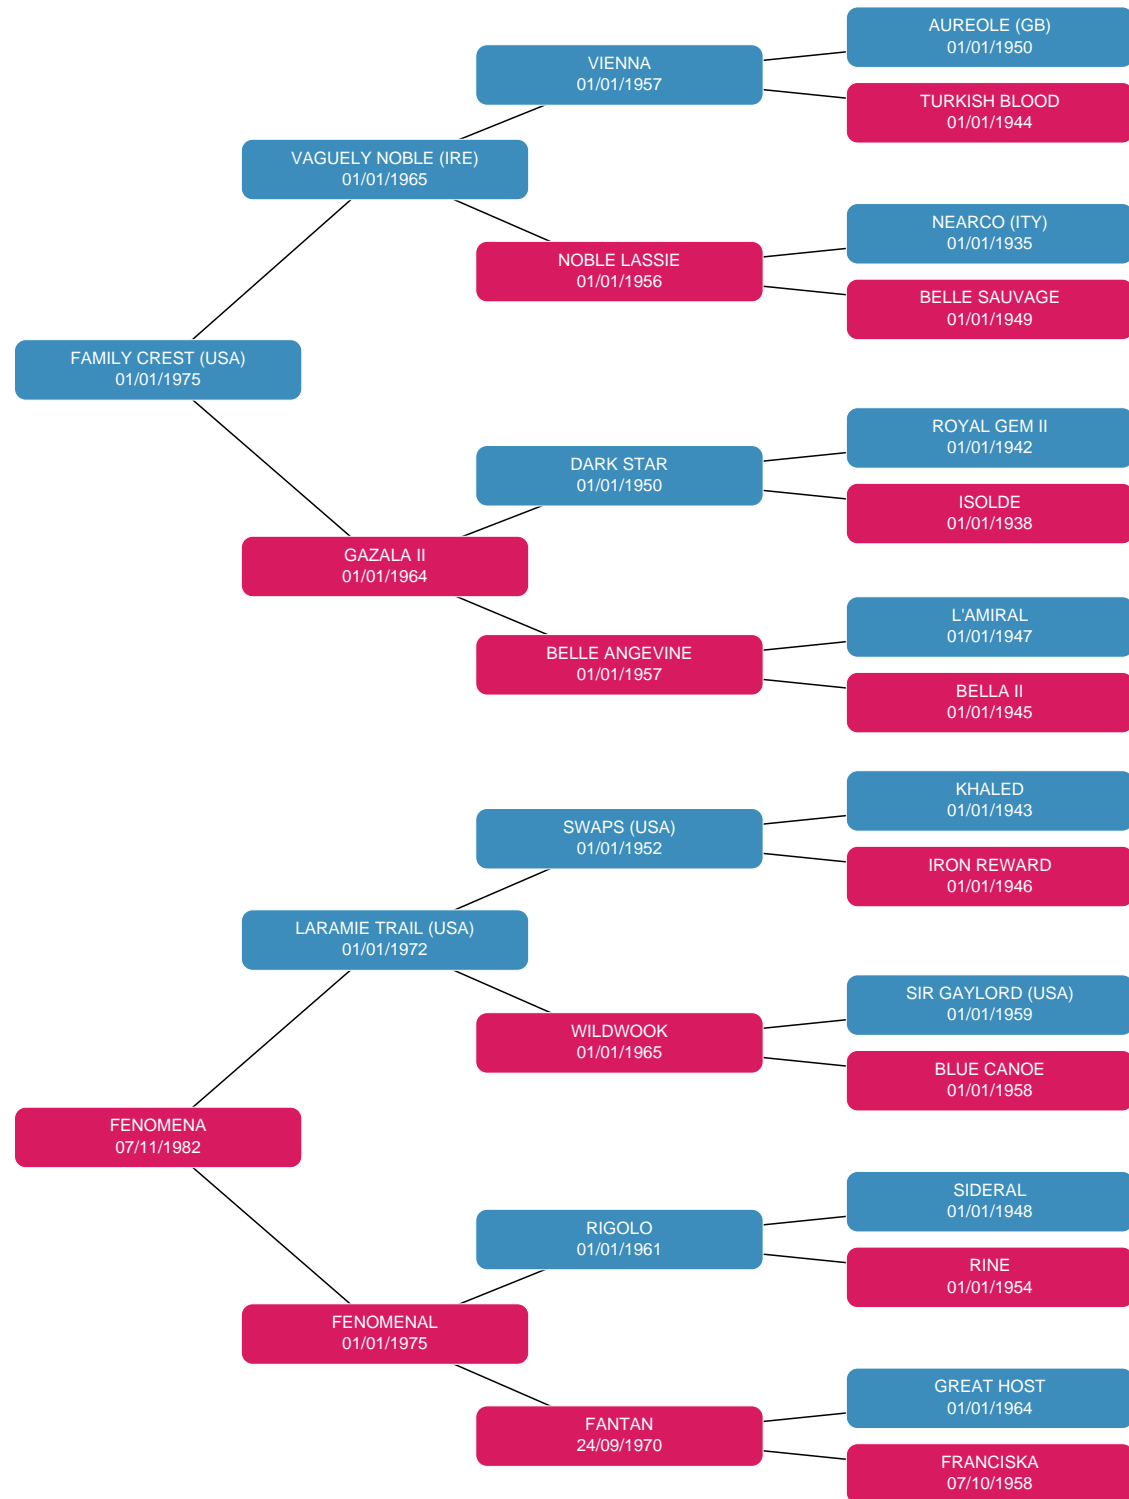 AUREOLE (GB)
01/01/1950
VIENNA
01/01/1957
TURKISH BLOOD
01/01/1944
VAGUELY NOBLE (IRE)
01/01/1965
NEARCO (ITY)
01/01/1935
NOBLE LASSIE
01/01/1956
BELLE SAUVAGE
01/01/1949
FAMILY CREST (USA)
01/01/1975
ROYAL GEM II
01/01/1942
DARK STAR
01/01/1950
ISOLDE
01/01/1938
GAZALA II
01/01/1964
L'AMIRAL
01/01/1947
BELLE ANGEVINE
01/01/1957
BELLA II
01/01/1945
KHALED
01/01/1943
SWAPS (USA)
01/01/1952
IRON REWARD
01/01/1946
LARAMIE TRAIL (USA)
01/01/1972
SIR GAYLORD (USA)
01/01/1959
WILDWOOK
01/01/1965
BLUE CANOE
01/01/1958
FENOMENA
07/11/1982
SIDERAL
01/01/1948
RIGOLO
01/01/1961
RINE
01/01/1954
FENOMENAL
01/01/1975
GREAT HOST
01/01/1964
FANTAN
24/09/1970
FRANCISKA
07/10/1958